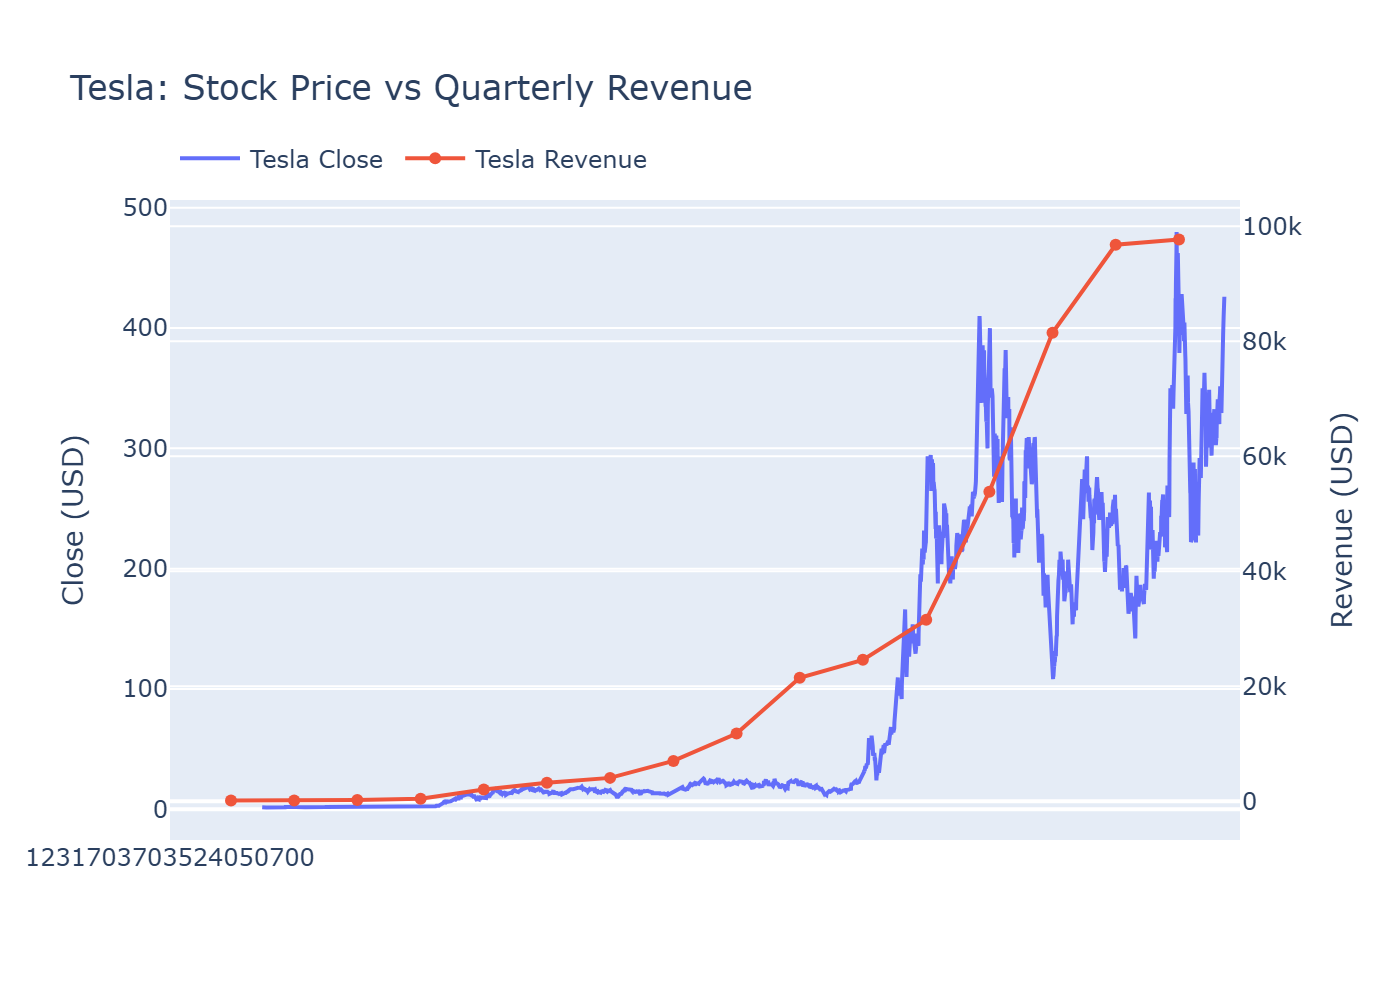 Tesla: Stock Price vs Quarterly Revenue
Tesla Close
Tesla Revenue
500
400
300
200
100
0
Close (USD)
100k
80k
60k
40k
20k
0
Revenue (USD)
1231703703524050700